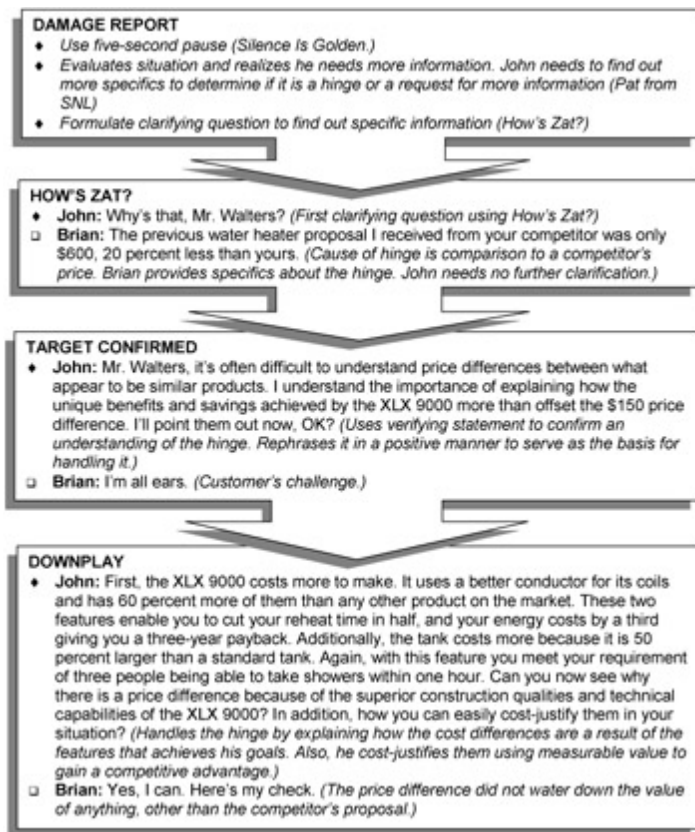 DAMAGE REPORT
♦ Use five-second pause (Silence Is Golden.)
♦ Evaluates situation and realizes he needs more information. John needs to find out
more specifics to determine if it is a hinge or a request for more information (Pat from
SNL)
♦ Formulate clarifying question to find out specific information (How's Zat?)
HOW'S ZAT?
♦ John: Why's that, Mr. Walters? (First clarifying question using How's Zat?)
❑ Brian: The previous water heater proposal I received from your competitor was only
$600, 20 percent less than yours. (Cause of hinge is comparison to a competitor's
price. Brian provides specifics about the hinge. John needs no further clarification.)
TARGET CONFIRMED
♦ John: Mr. Walters, it's often difficult to understand price differences between what
appear to be similar products. I understand the importance of explaining how the
unique benefits and savings achieved by the XLX 9000 more than offset the $150 price
difference. I'll point them out now, OK? (Uses verifying statement to confirm an
understanding of the hinge. Rephrases it in a positive manner to serve as the basis for
handling it.)
❑ Brian: I'm all ears. (Customer's challenge.)
DOWNPLAY
♦ John: First, the XLX 9000 costs more to make. It uses a better conductor for its coils
and has 60 percent more of them than any other product on the market. These two
features enable you to cut your reheat time in half, and your energy costs by a third
giving you a three-year payback. Additionally, the tank costs more because it is 50
percent larger than a standard tank. Again, with this feature you meet your requirement
of three people being able to take showers within one hour. Can you now see why
there is a price difference because of the superior construction qualities and technical
capabilities of the XLX 9000? In addition, how you can easily cost-justify them in your
situation? (Handles the hinge by explaining how the cost differences are a result of the
features that achieves his goals. Also, he cost-justifies them using measurable value to
gain a competitive advantage.)
❑ Brian: Yes, I can. Here's my check. (The price difference did not water down the value
of anything, other than the competitor's proposal.)